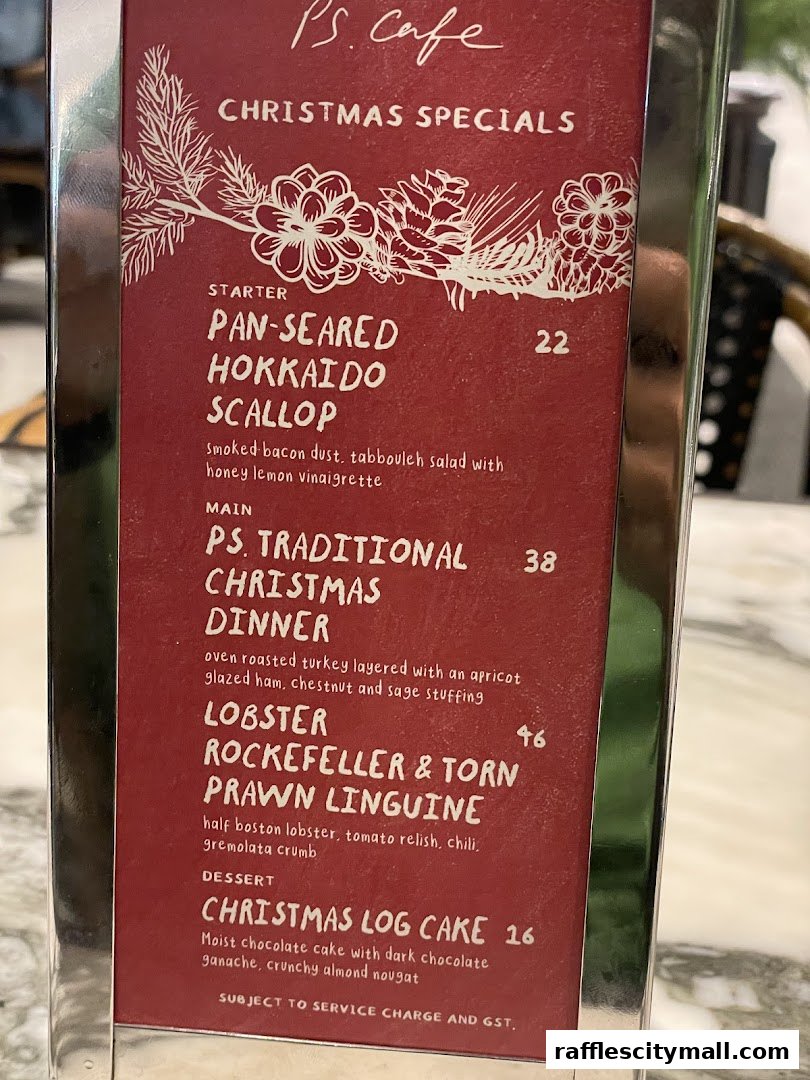 PS. Cafe
CHRISTMAS SPECIALS
STARTER
PAN-SEARED 22
HOKKAIDO
SCALLOP
smoked bacon dust, tabbouleh salad with
honey lemon vinaigrette
MAIN
PS. TRADITIONAL 38
CHRISTMAS
DINNER
oven roasted turkey layered with an apricot
glazed ham, chestnut and sage stuffing
LOBSTER 46
ROCKEFELLER & TORN
PRAWN LINGUINE
half boston lobster, tomato relish, chili,
gremolata crumb
DESSERT
CHRISTMAS LOG CAKE 16
Moist chocolate cake with dark chocolate
ganache, crunchy almond nougat
SUBJECT TO SERVICE CHARGE AND GST.
rafflescitymall.com